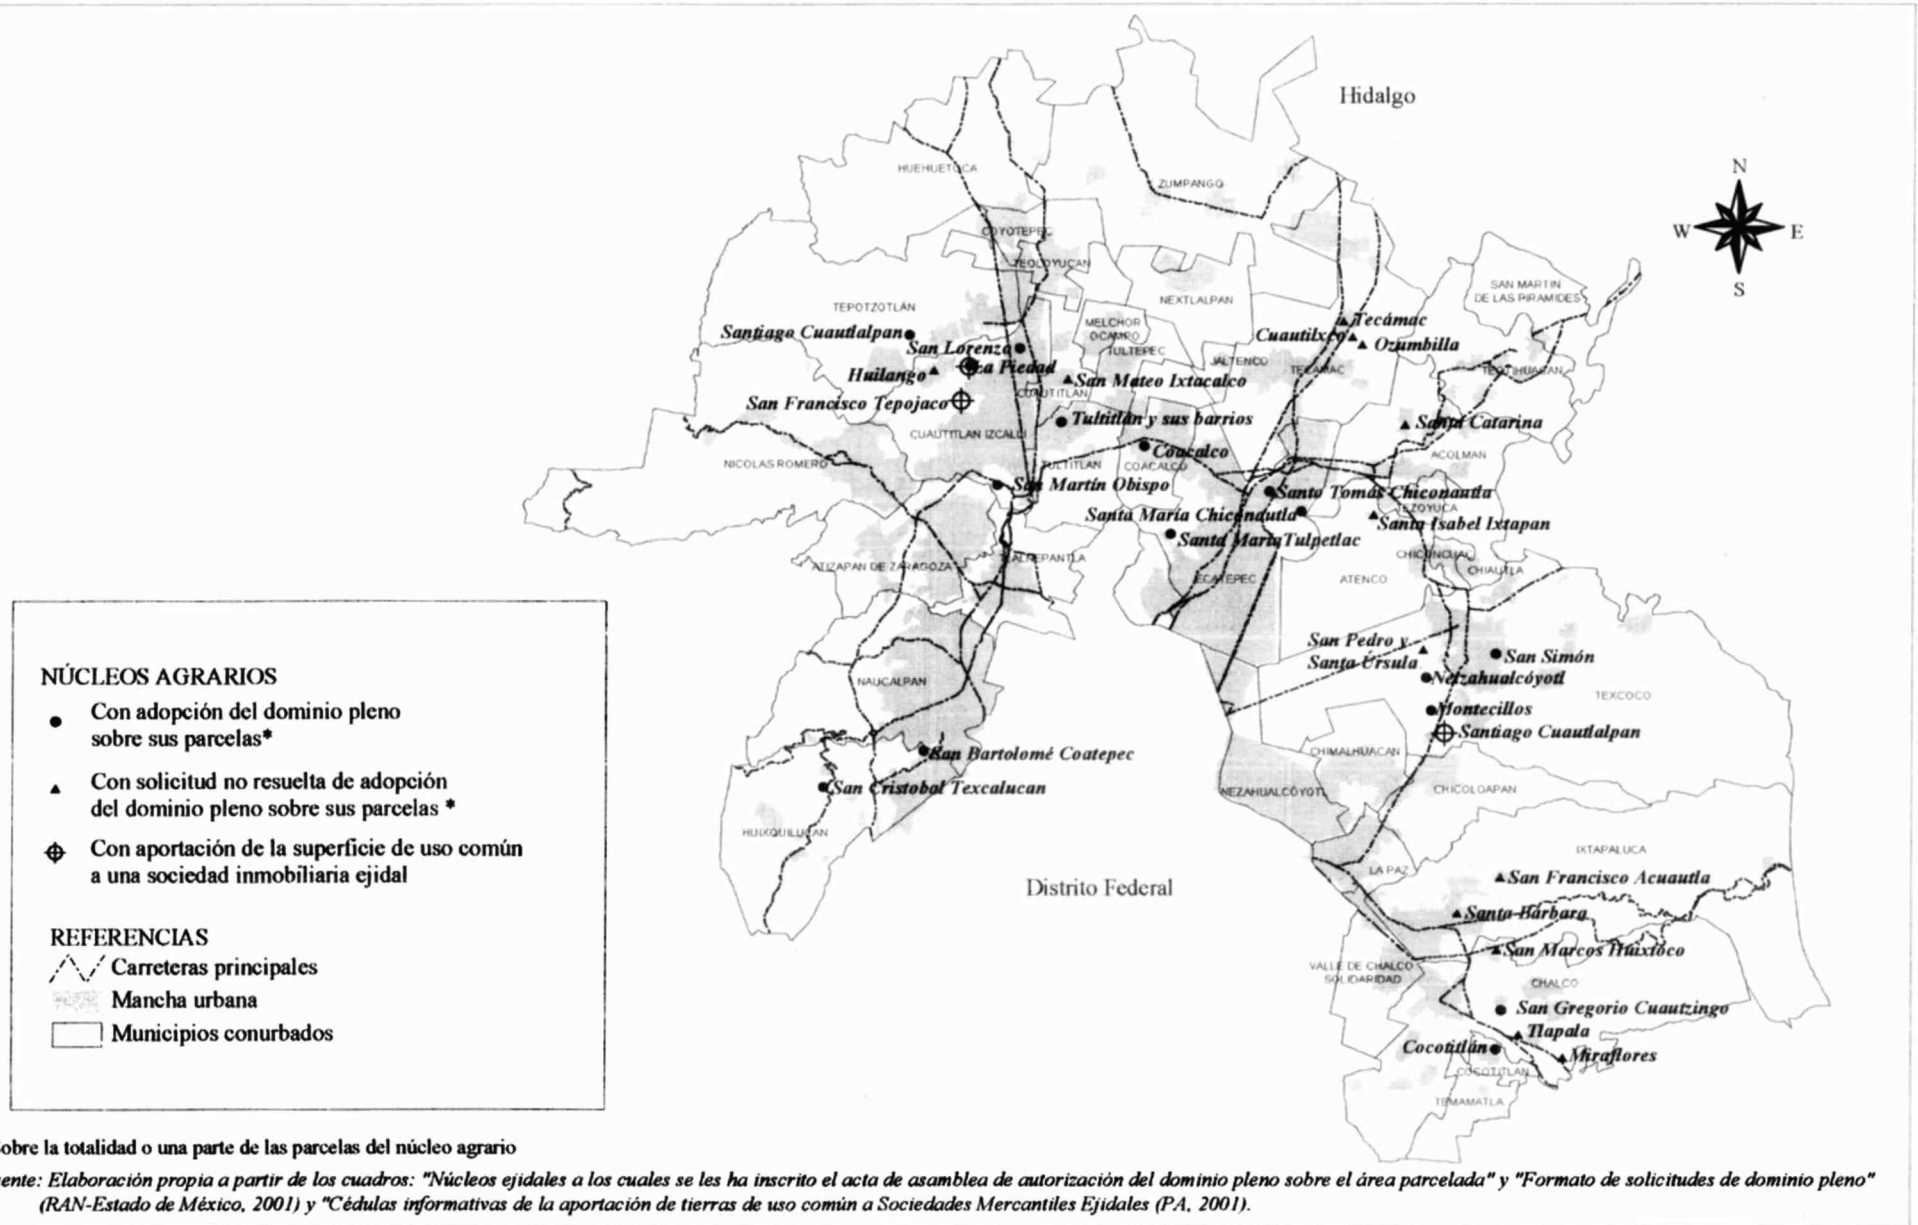 Hidalgo
N
W
E
S
HUEHUETOCA
ZUMPANGO
COYOTEPEC
TEOLOYUCAN
SAN MARTIN
DE LAS PIRAMIDES
TEPOTZOTLÁN
NEXTLALPAN
MELCHOR
OCAMPO
Tecámac
Santiago Cuautlalpan
Cuautilxco
Ozumbilla
San Lorenzo
TULTEPEC
JALTENCO
La Piedad
TECAMAC
TEOTIHUACAN
Huilango
San Mateo Ixtacalco
CUAUTITLAN
San Francisco Tepojaco
Tultitlán y sus barrios
Santa Catarina
CUAUTITLAN IZCALLI
Coacalco
ACOLMAN
NICOLAS ROMERO
TULTITLAN
COACALCO
San Martín Obispo
Santo Tomás Chiconautla
TEZOYUCA
Santa María Chiconautla
Santa Isabel Ixtapan
Santa María Tulpetlac
CHICONCUAC
ATIZAPAN DE ZARAGOZA
TLALNEPANTLA
CHIAUTLA
ECATEPEC
ATENCO
San Pedro y
Santa Úrsula
San Simón
Netzahualcóyotl
NAUCALPAN
TEXCOCO
Montecillos
Santiago Cuautlalpan
San Bartolomé Coatepec
CHIMALHUACAN
San Cristobal Texcalucan
NEZAHUALCÓYOTL
CHICOLOAPAN
HUIXQUILUCAN
IXTAPALUCA
LA PAZ
San Francisco Acuautla
Distrito Federal
Santa Bárbara
San Marcos Huixtoco
VALLE DE CHALCO
SOLIDARIDAD
CHALCO
San Gregorio Cuautzingo
Tlapala
Cocotitlán
Miraflores
COCOTITLAN
TEMAMATLA
NÚCLEOS AGRARIOS
Con adopción del dominio pleno
sobre sus parcelas*
Con solicitud no resuelta de adopción
del dominio pleno sobre sus parcelas *
Con aportación de la superficie de uso común
a una sociedad inmobiliaria ejidal
REFERENCIAS
Carreteras principales
Mancha urbana
Municipios conurbados
obre la totalidad o una parte de las parcelas del núcleo agrario
ente: Elaboración propia a partir de los cuadros: "Núcleos ejidales a los cuales se les ha inscrito el acta de asamblea de autorización del dominio pleno sobre el área parcelada" y "Formato de solicitudes de dominio pleno"
(RAN-Estado de México, 2001) y "Cédulas informativas de la aportación de tierras de uso común a Sociedades Mercantiles Ejidales (PA, 2001).